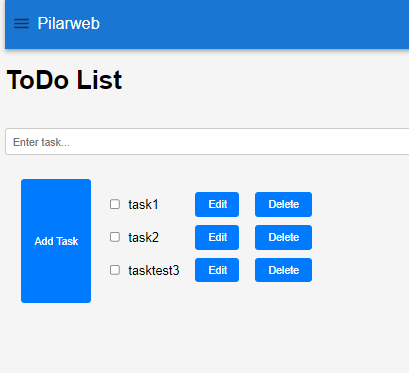 Pilarweb
ToDo List
Enter task...
Add Task
task1 Edit Delete
task2 Edit Delete
tasktest3 Edit Delete